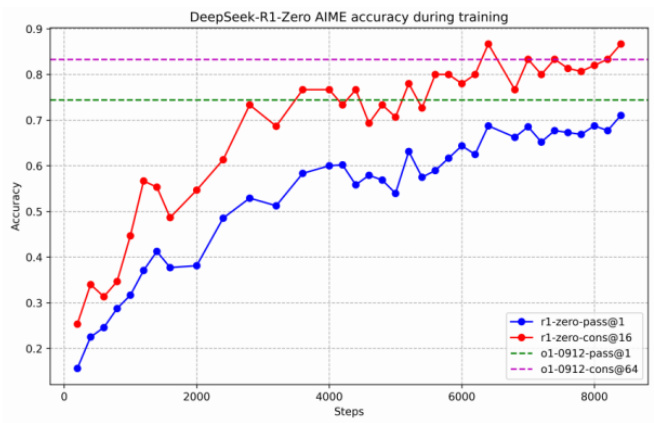 DeepSeek-R1-Zero AIME accuracy during training
0.9
0.8
0.7
0.6
0.5
0.4
0.3
0.2
Accuracy
r1-zero-pass@1
r1-zero-cons@16
o1-0912-pass@1
o1-0912-cons@64
0 2000 4000 6000 8000
Steps